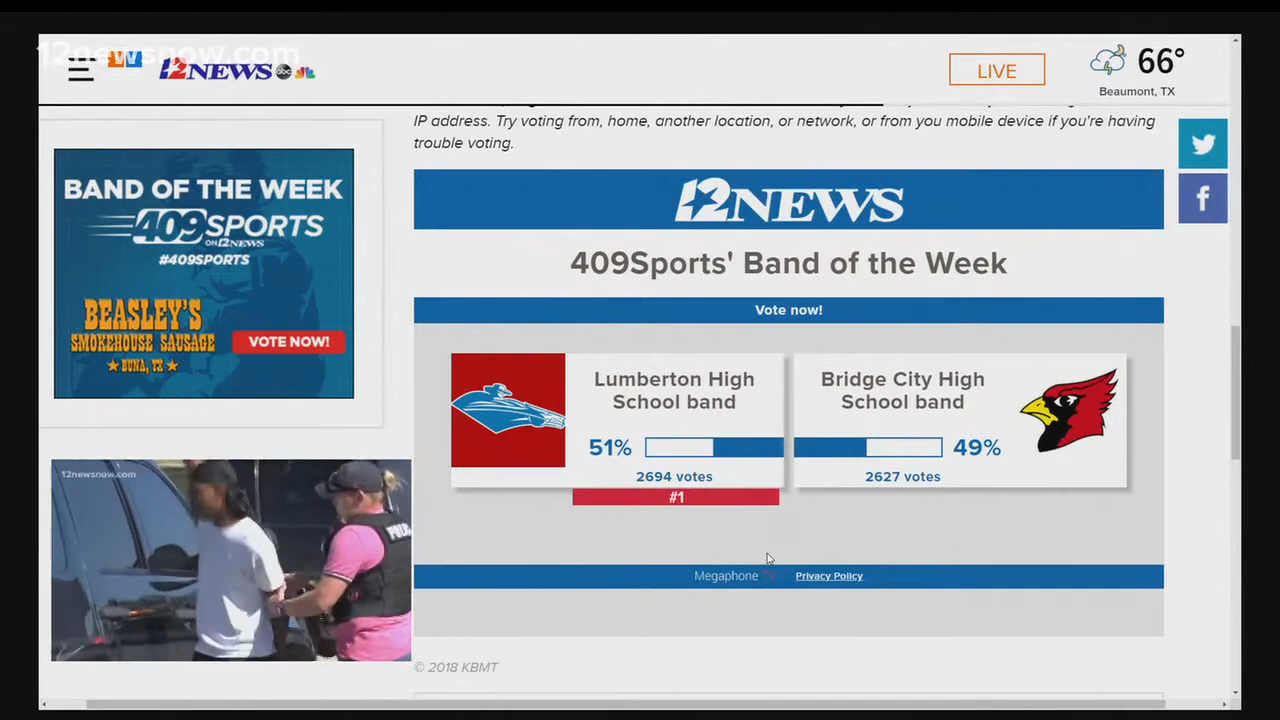 12newsnow.com
12NEWS abc
LIVE
66°
Beaumont, TX
IP address. Try voting from, home, another location, or network, or from you mobile device if you're having
trouble voting.
BAND OF THE WEEK
409SPORTS
ON 12NEWS
#409SPORTS
BEASLEY'S
SMOKEHOUSE SAUSAGE
BUNA, TX
VOTE NOW!
12NEWS
409Sports' Band of the Week
Vote now!
Lumberton High
School band
51%
2694 votes
#1
Bridge City High
School band
49%
2627 votes
12newsnow.com
Megaphone TV
Privacy Policy
© 2018 KBMT